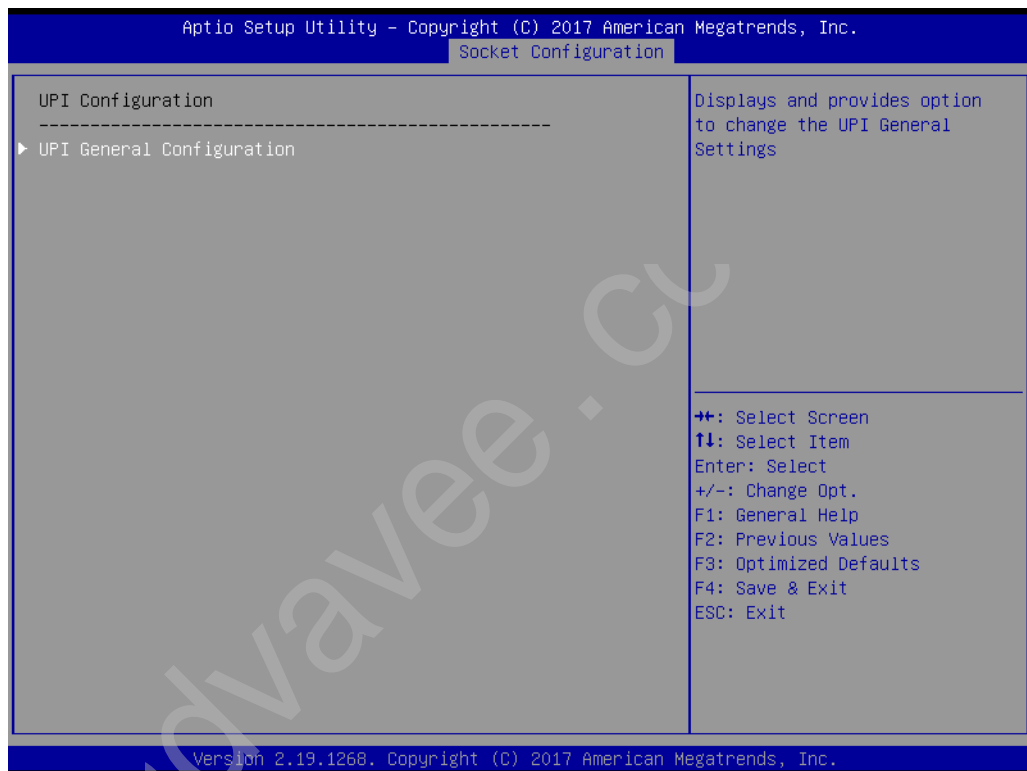 Aptio Setup Utility – Copyright (C) 2017 American Megatrends, Inc.
Socket Configuration
UPI Configuration
--------------------------------------------------
UPI General Configuration
Displays and provides option
to change the UPI General
Settings
→←: Select Screen
↑↓: Select Item
Enter: Select
+/-: Change Opt.
F1: General Help
F2: Previous Values
F3: Optimized Defaults
F4: Save & Exit
ESC: Exit
Version 2.19.1268. Copyright (C) 2017 American Megatrends, Inc.